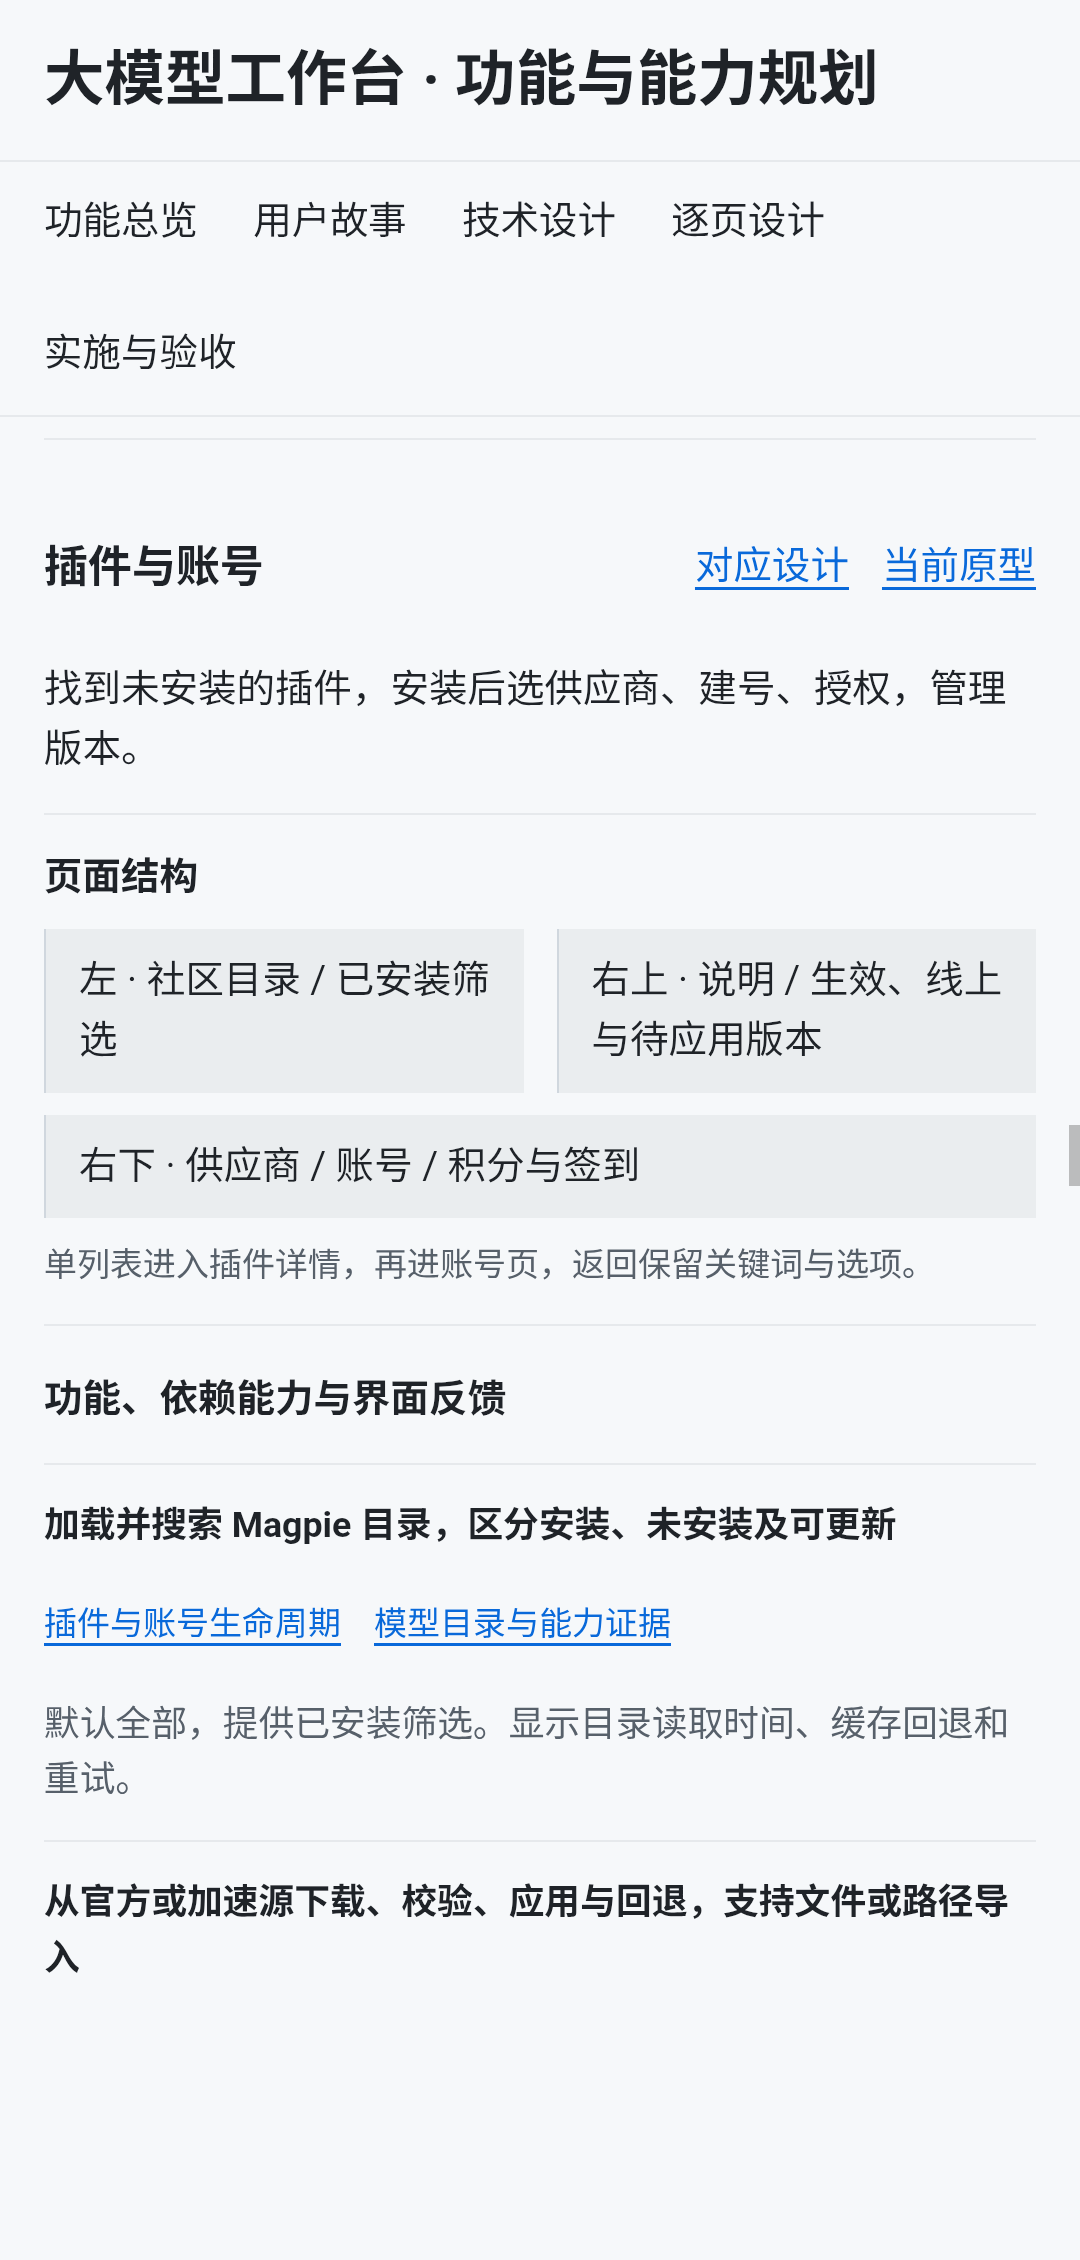 大模型工作台 · 功能与能力规划
功能总览 用户故事 技术设计 逐页设计
实施与验收
插件与账号 对应设计 当前原型
找到未安装的插件，安装后选供应商、建号、授权，管理
版本。
页面结构
左 · 社区目录 / 已安装筛
选
右上 · 说明 / 生效、线上
与待应用版本
右下 · 供应商 / 账号 / 积分与签到
单列表进入插件详情，再进账号页，返回保留关键词与选项。
功能、依赖能力与界面反馈
加载并搜索 Magpie 目录，区分安装、未安装及可更新
插件与账号生命周期 模型目录与能力证据
默认全部，提供已安装筛选。显示目录读取时间、缓存回退和
重试。
从官方或加速源下载、校验、应用与回退，支持文件或路径导
入